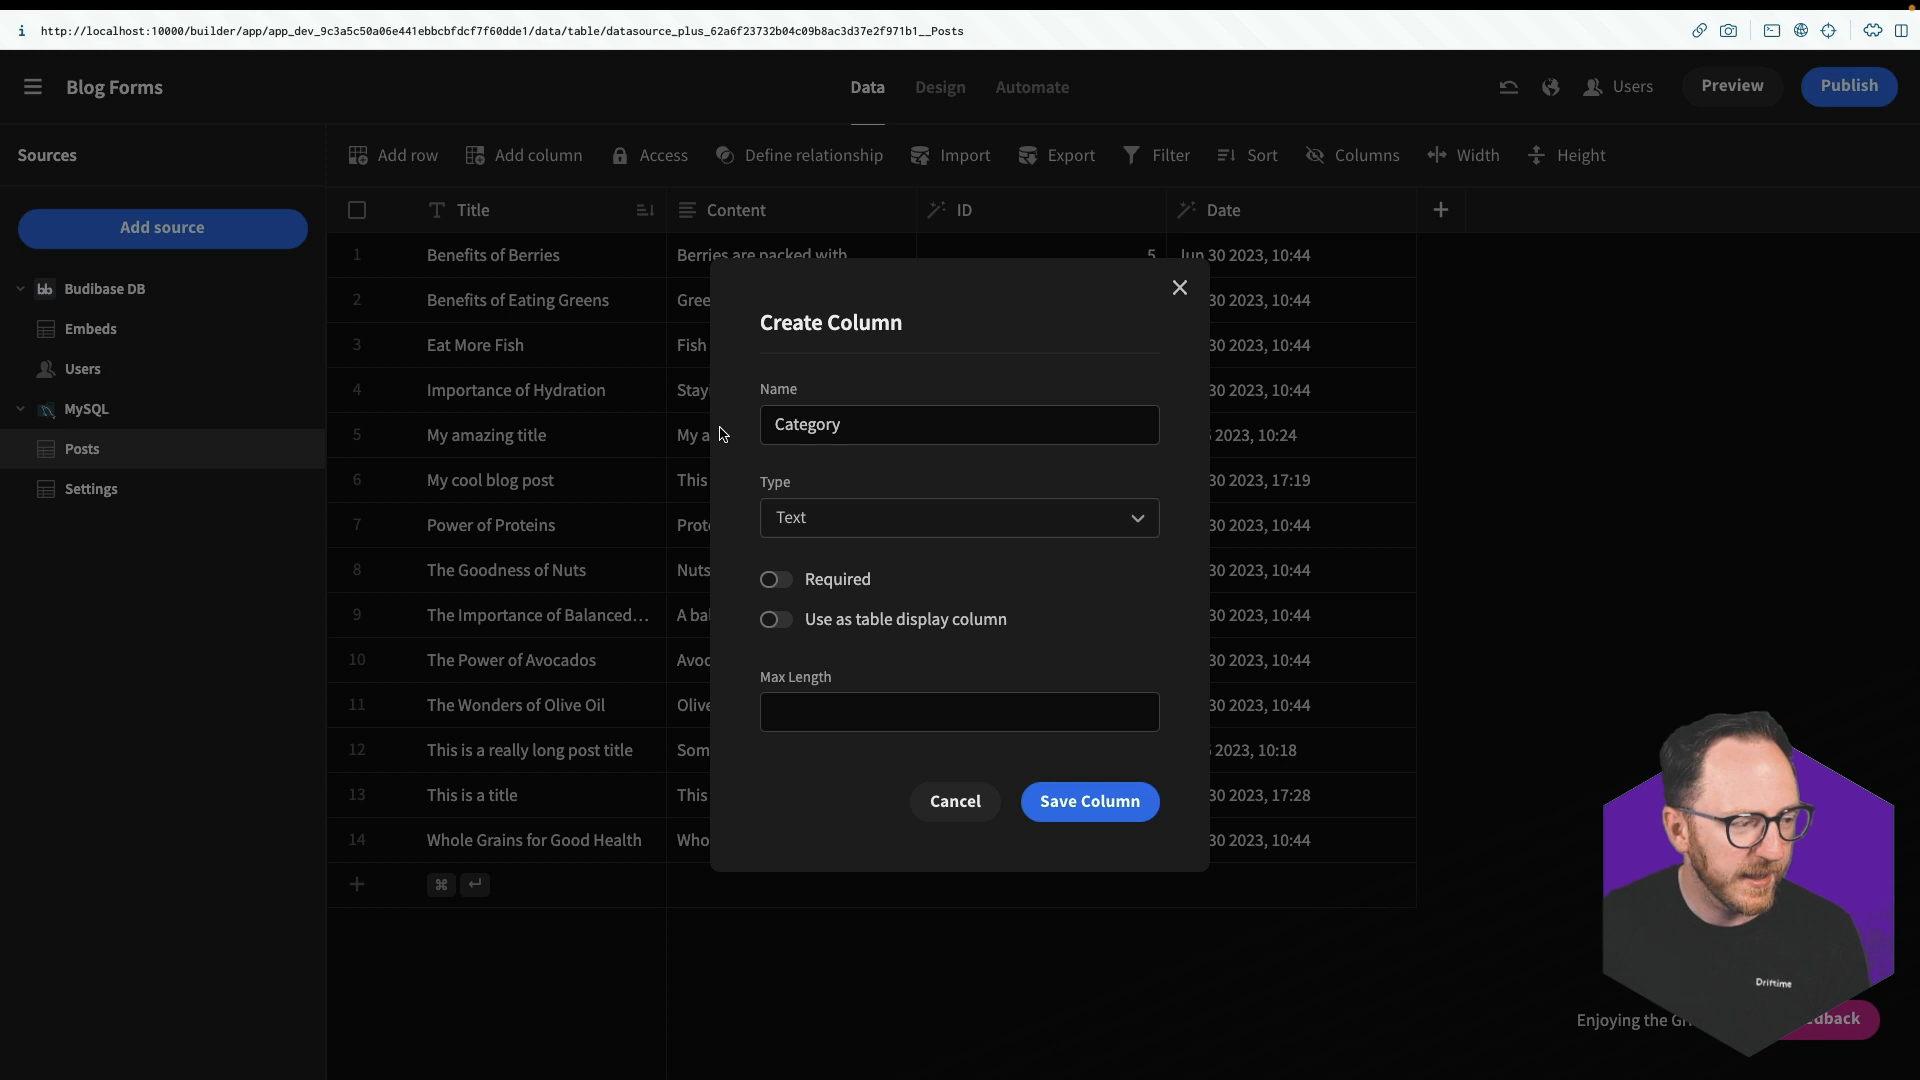 http://localhost:10000/builder/app/app_dev_9c3a5c50a06e441ebbcbfdcf7f60dde1/data/table/datasource_plus_62a6f23732b04c09b8ac3d37e2f971b1__Posts
Blog Forms
Data Design Automate
Users Preview Publish
Sources
Add row Add column Access Define relationship Import Export Filter Sort Columns Width Height
Add source
Budibase DB
Embeds
Users
MySQL
Posts
Settings
Title Content ID Date
1 Benefits of Berries Berries are packed with 5 Jun 30 2023, 10:44
2 Benefits of Eating Greens Gree 30 2023, 10:44
3 Eat More Fish Fish 30 2023, 10:44
4 Importance of Hydration Stay 30 2023, 10:44
5 My amazing title My a 2023, 10:24
6 My cool blog post This 30 2023, 17:19
7 Power of Proteins Prote 30 2023, 10:44
8 The Goodness of Nuts Nuts 30 2023, 10:44
9 The Importance of Balanced... A bal 30 2023, 10:44
10 The Power of Avocados Avoc 30 2023, 10:44
11 The Wonders of Olive Oil Olive 30 2023, 10:44
12 This is a really long post title Som 2023, 10:18
13 This is a title This 30 2023, 17:28
14 Whole Grains for Good Health Who 30 2023, 10:44
Create Column
Name
Category
Type
Text
Required
Use as table display column
Max Length
Cancel Save Column
Driftime
Enjoying the Gr dback